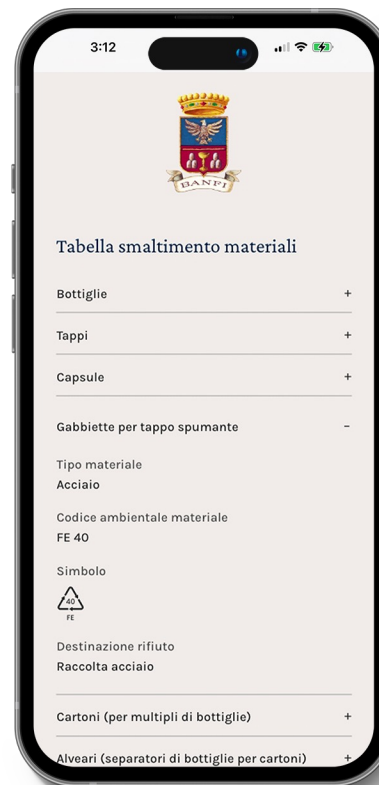 3:12
BANFI
Tabella smaltimento materiali
Bottiglie +
Tappi +
Capsule +
Gabbiette per tappo spumante –
Tipo materiale
Acciaio
Codice ambientale materiale
FE 40
Simbolo
40
FE
Destinazione rifiuto
Raccolta acciaio
Cartoni (per multipli di bottiglie) +
Alveari (separatori di bottiglie per cartoni) +